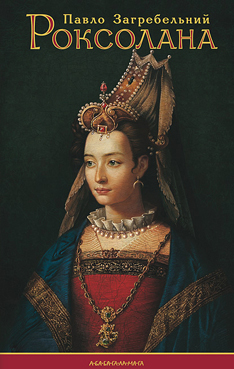 Павло Загребельний
Роксолана
А-БА-БА-ГА-ЛА-МА-ГА